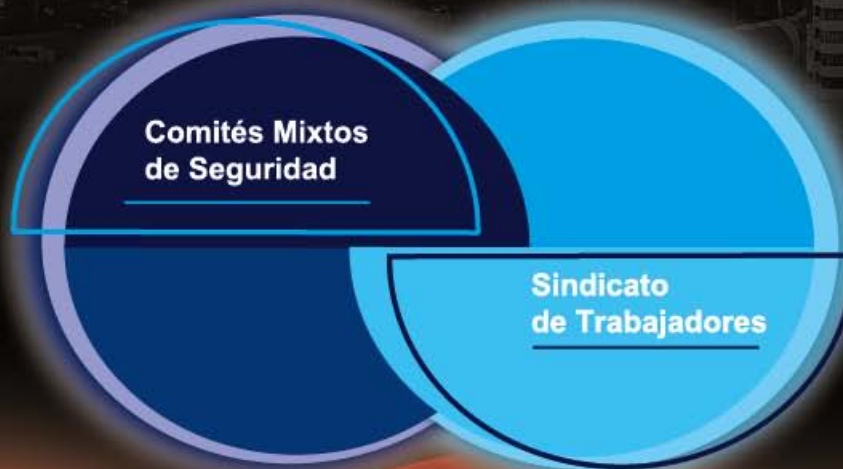 Comités Mixtos
de Seguridad
Sindicato
de Trabajadores